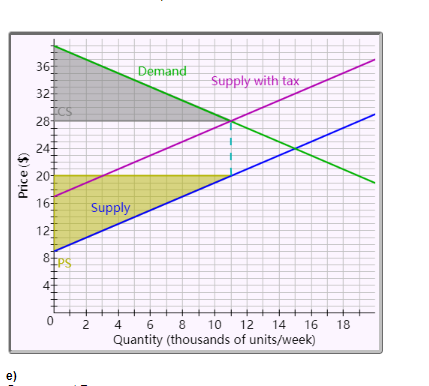 Demand
Supply with tax
CS
Supply
PS
Price ($)
36
32
28
24
20
16
12
8
4
0 2 4 6 8 10 12 14 16 18
Quantity (thousands of units/week)
e)